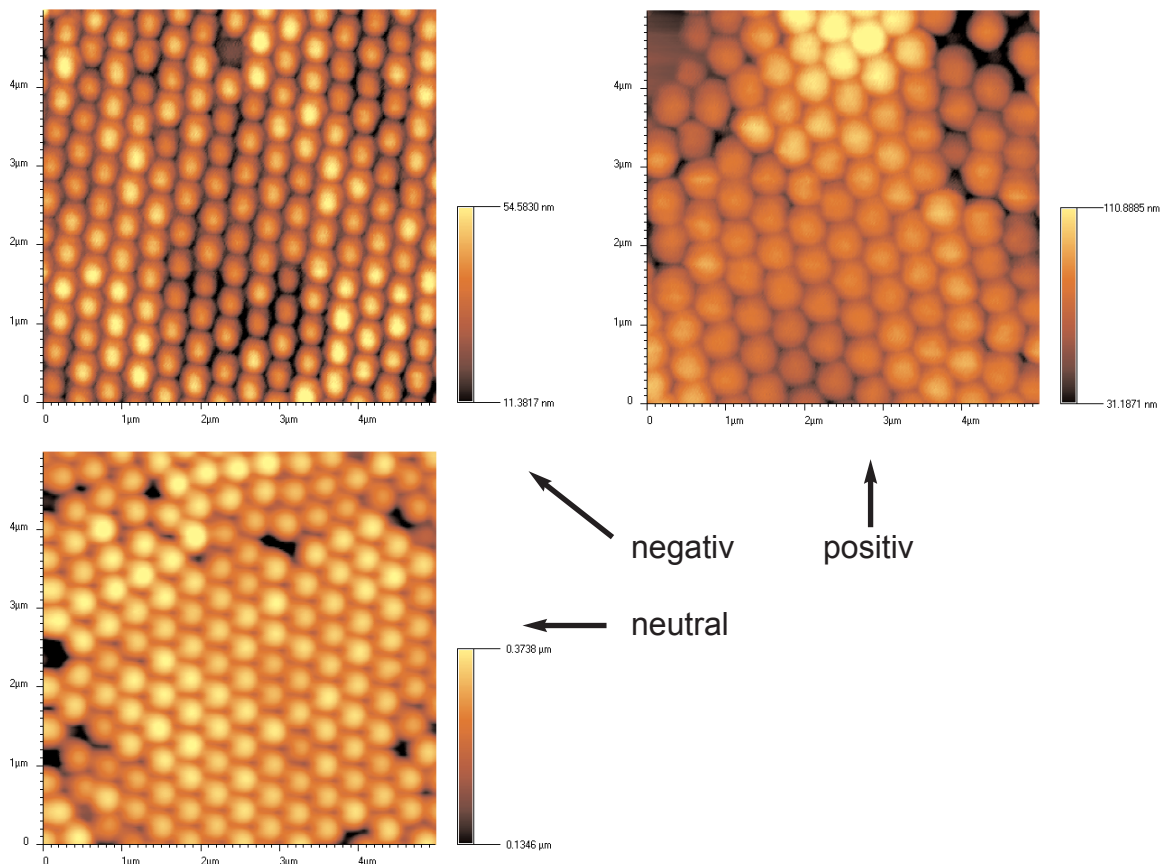 4µm
3µm
2µm
1µm
0
0
1µm
2µm
3µm
4µm
54.5830 nm
11.3817 nm
4µm
3µm
2µm
1µm
0
0
1µm
2µm
3µm
4µm
110.8885 nm
31.1871 nm
negativ
positiv
neutral
4µm
3µm
2µm
1µm
0
0
1µm
2µm
3µm
4µm
0.3738 µm
0.1346 µm